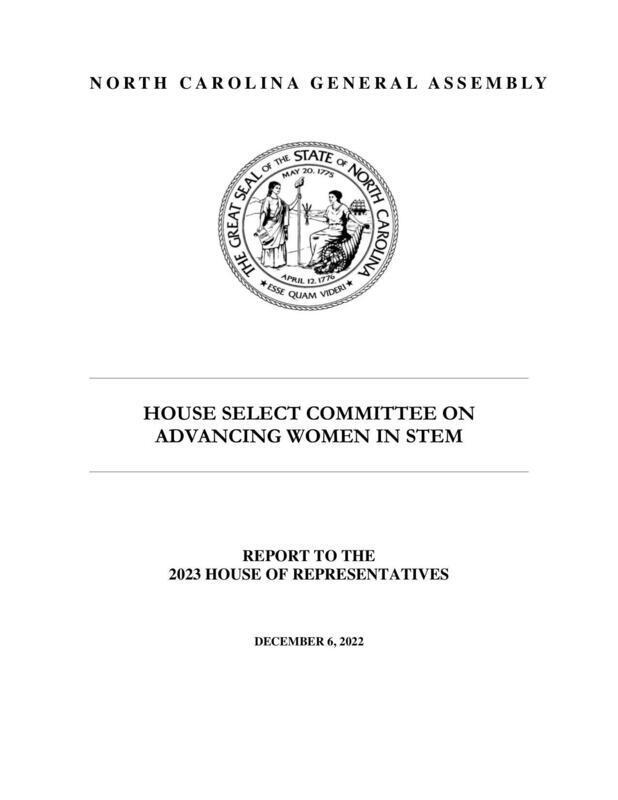 NORTH CAROLINA GENERAL ASSEMBLY
THE GREAT SEAL OF THE STATE OF NORTH CAROLINA
MAY 20, 1775
APRIL 12, 1776
★ ESSE QUAM VIDERI ★
HOUSE SELECT COMMITTEE ON
ADVANCING WOMEN IN STEM
REPORT TO THE
2023 HOUSE OF REPRESENTATIVES
DECEMBER 6, 2022